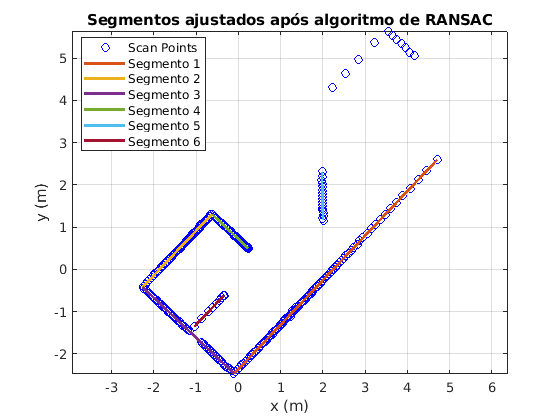 Segmentos ajustados após algoritmo de RANSAC
Scan Points
Segmento 1
Segmento 2
Segmento 3
Segmento 4
Segmento 5
Segmento 6
5
4
3
2
1
0
-1
-2
y (m)
-3 -2 -1 0 1 2 3 4 5 6
x (m)